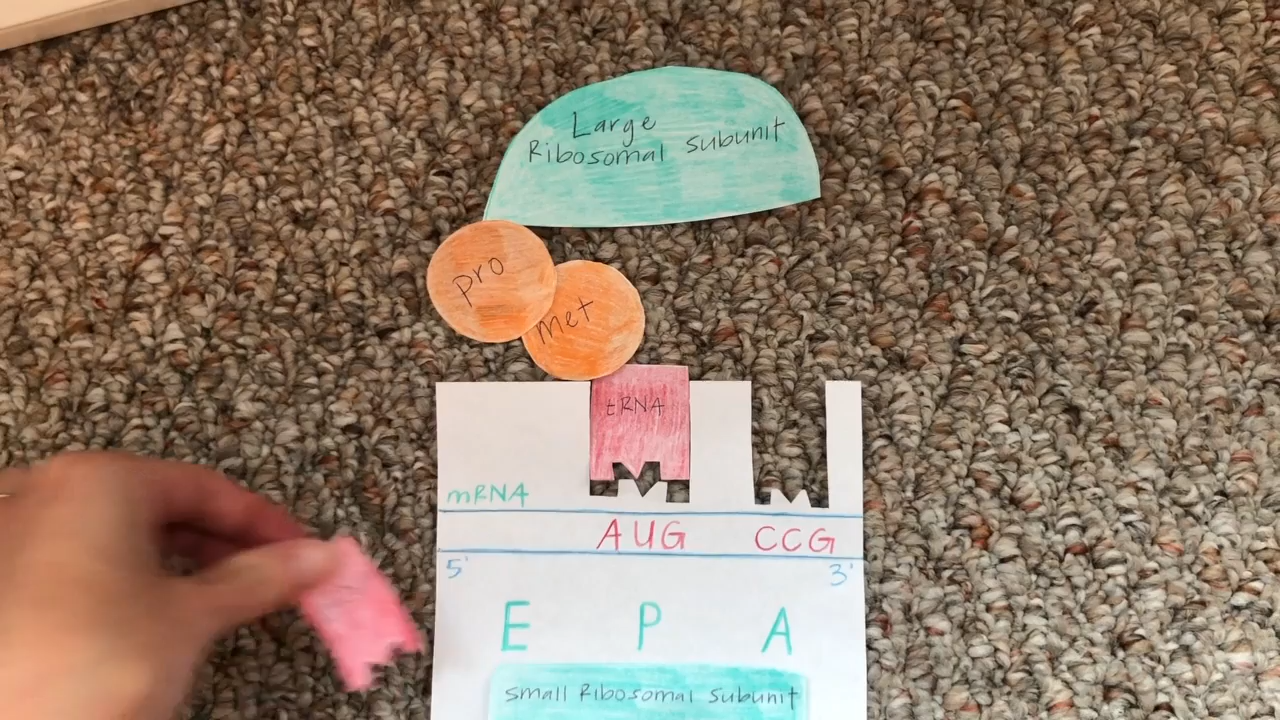 Large
Ribosomal subunit
pro
met
tRNA
mRNA
AUG CCG
5' 3'
E P A
small Ribosomal subunit